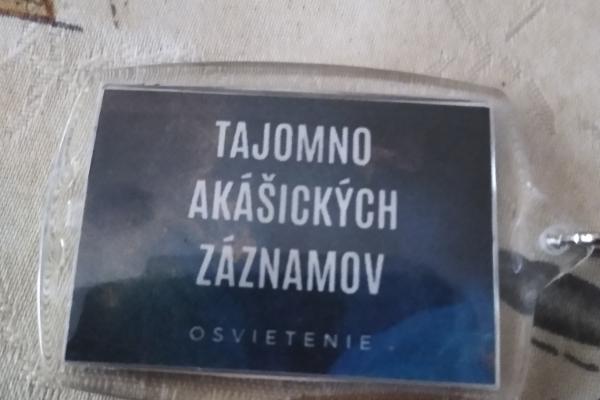 TAJOMNO
AKÁŠICKÝCH
ZÁZNAMOV
OSVIETENIE